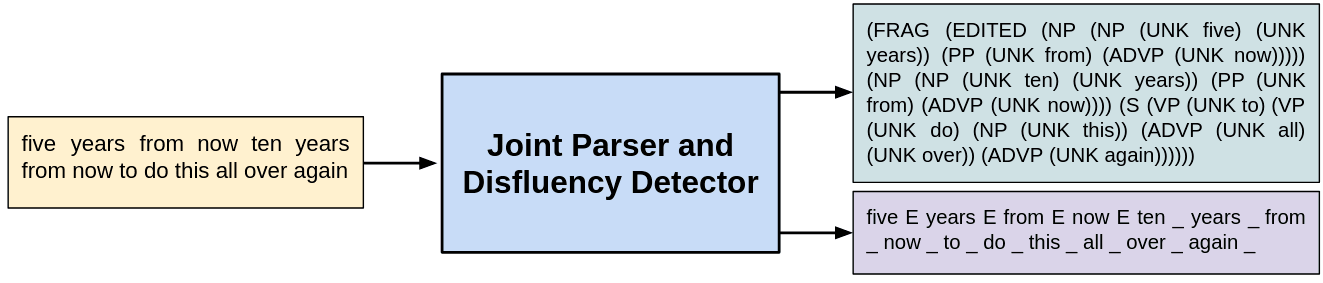 five years from now ten years
from now to do this all over again
Joint Parser and
Disfluency Detector
(FRAG (EDITED (NP (NP (UNK five) (UNK
years)) (PP (UNK from) (ADVP (UNK now)))))
(NP (NP (UNK ten) (UNK years)) (PP (UNK
from) (ADVP (UNK now)))) (S (VP (UNK to) (VP
(UNK do) (NP (UNK this)) (ADVP (UNK all)
(UNK over)) (ADVP (UNK again))))))
five E years E from E now E ten _ years _ from
_ now _ to _ do _ this _ all _ over _ again _